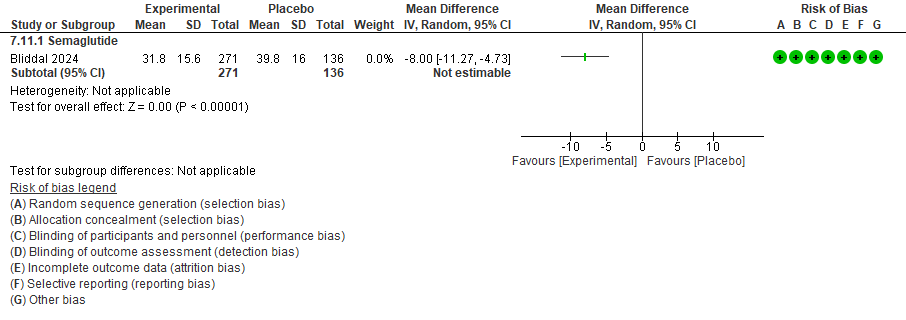 Experimental Placebo Mean Difference Mean Difference Risk of Bias
Study or Subgroup Mean SD Total Mean SD Total Weight IV, Random, 95% CI IV, Random, 95% CI A B C D E F G
7.11.1 Semaglutide
Bliddal 2024 31.8 15.6 271 39.8 16 136 0.0% -8.00 [-11.27, -4.73] + + + + + + +
Subtotal (95% CI) 271 136 Not estimable
Heterogeneity: Not applicable
Test for overall effect: Z = 0.00 (P < 0.00001)
-10 -5 0 5 10
Favours [Experimental] Favours [Placebo]
Test for subgroup differences: Not applicable
Risk of bias legend
(A) Random sequence generation (selection bias)
(B) Allocation concealment (selection bias)
(C) Blinding of participants and personnel (performance bias)
(D) Blinding of outcome assessment (detection bias)
(E) Incomplete outcome data (attrition bias)
(F) Selective reporting (reporting bias)
(G) Other bias